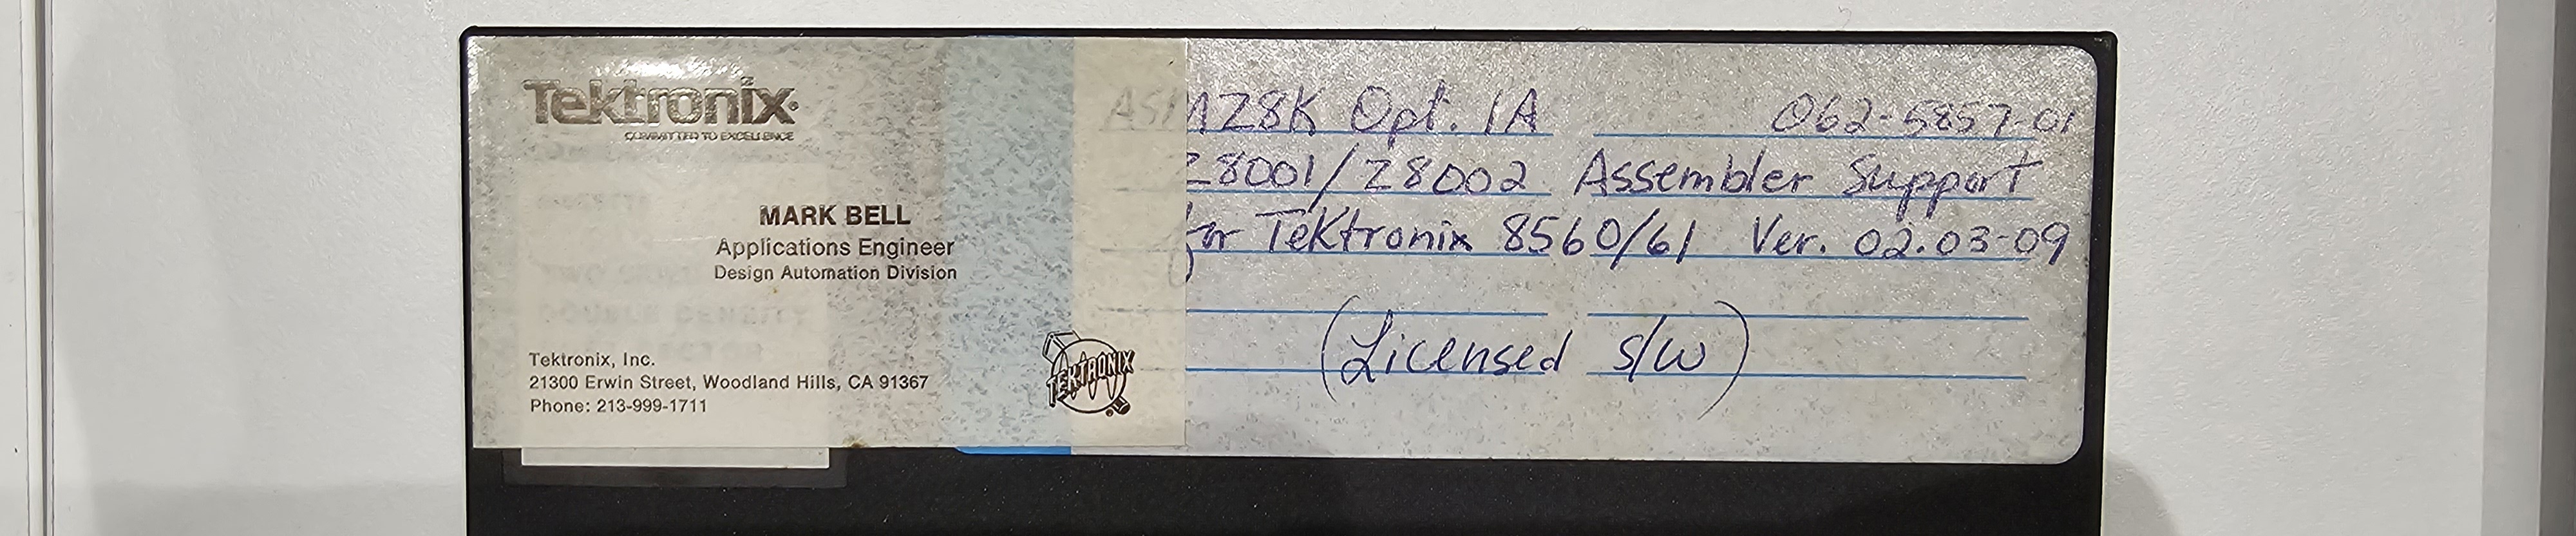 Tektronix
COMMITTED TO EXCELLENCE
MARK BELL
Applications Engineer
Design Automation Division
Tektronix, Inc.
21300 Erwin Street, Woodland Hills, CA 91367
Phone: 213-999-1711
TEKTRONIX
ASMZ8K Opt. 1A 062-5857-01
Z8001/Z8002 Assembler Support
for Tektronix 8560/61 Ver. 02.03-09
(Licensed s/w)
DOUBLE DENSITY